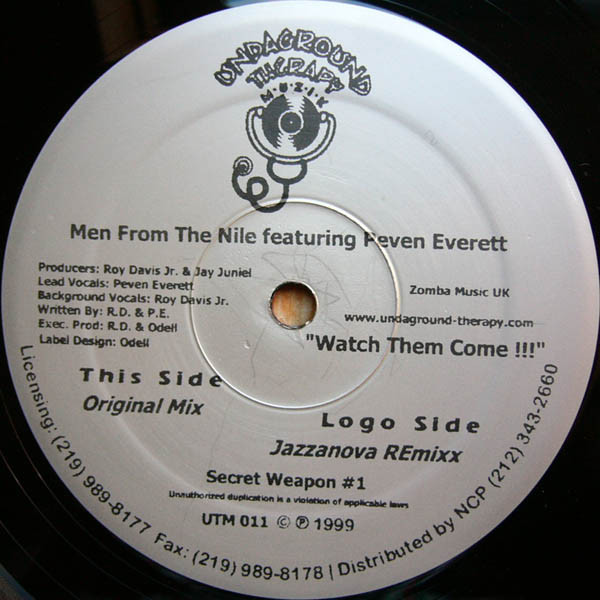 UNDAGROUND
THERAPY
M·U·Z·I·K
Men From The Nile featuring Peven Everett
Producers: Roy Davis Jr. & Jay Juniel
Lead Vocals: Peven Everett
Background Vocals: Roy Davis Jr.
Written By: R.D. & P.E.
Exec. Prod: R.D. & Odell
Label Design: Odell
Zomba Music UK
www.undaground-therapy.com
"Watch Them Come !!!"
This Side
Original Mix
Logo Side
Jazzanova REmixx
Secret Weapon #1
Unauthorized duplication is a violation of applicable laws
UTM 011 © ℗ 1999
Licensing: (219) 989-8177 Fax: (219) 989-8178 | Distributed by NCP (212) 343-2660